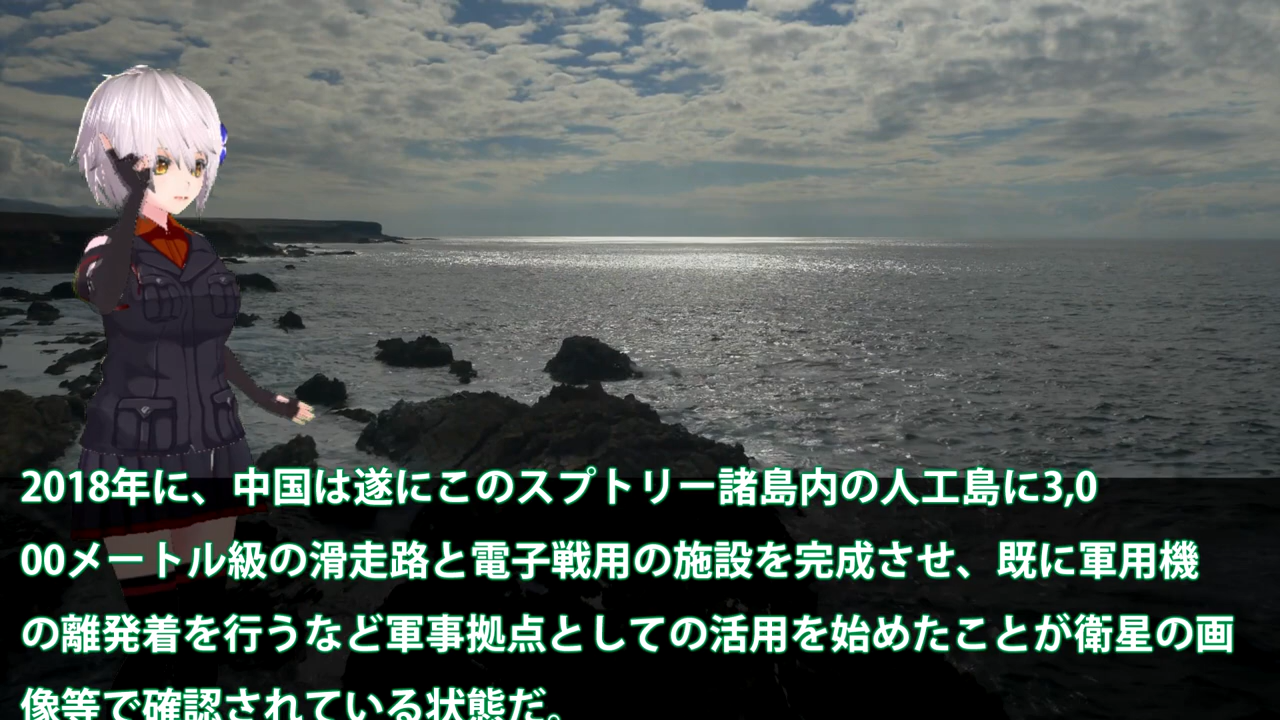 2018年に、中国は遂にこのスプトリー諸島内の人工島に3,0
00メートル級の滑走路と電子戦用の施設を完成させ、既に軍用機
の離発着を行うなど軍事拠点としての活用を始めたことが衛星の画
像等で確認されている状態だ。